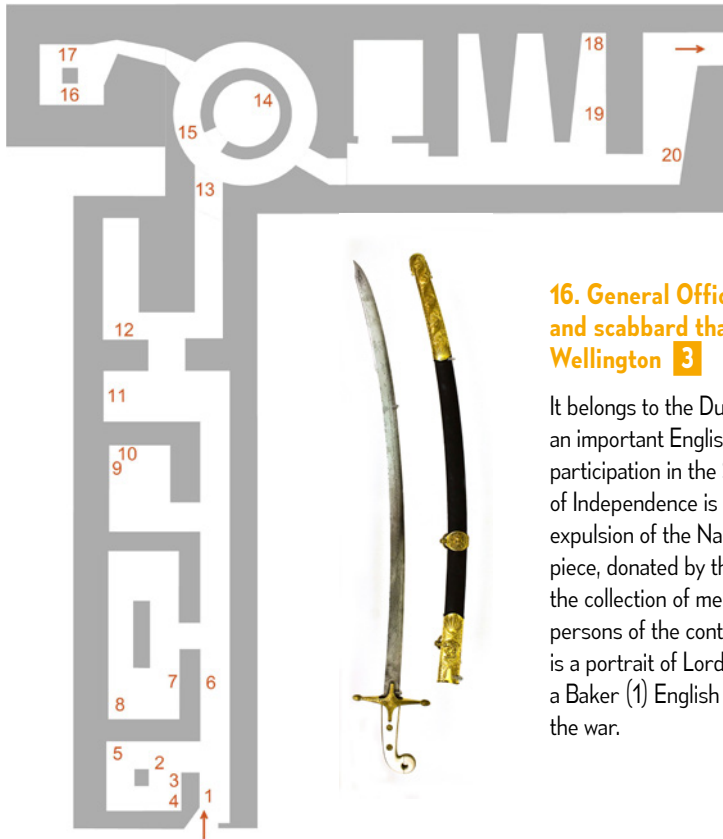 17
16
15
14
13
18
19
20
12
11
10
9
8
7
6
5
2
3
4
1
16. General Offic
and scabbard tha
Wellington 3
It belongs to the Du
an important Englis
participation in the
of Independence is
expulsion of the Na
piece, donated by th
the collection of me
persons of the cont
is a portrait of Lord
a Baker (1) English
the war.